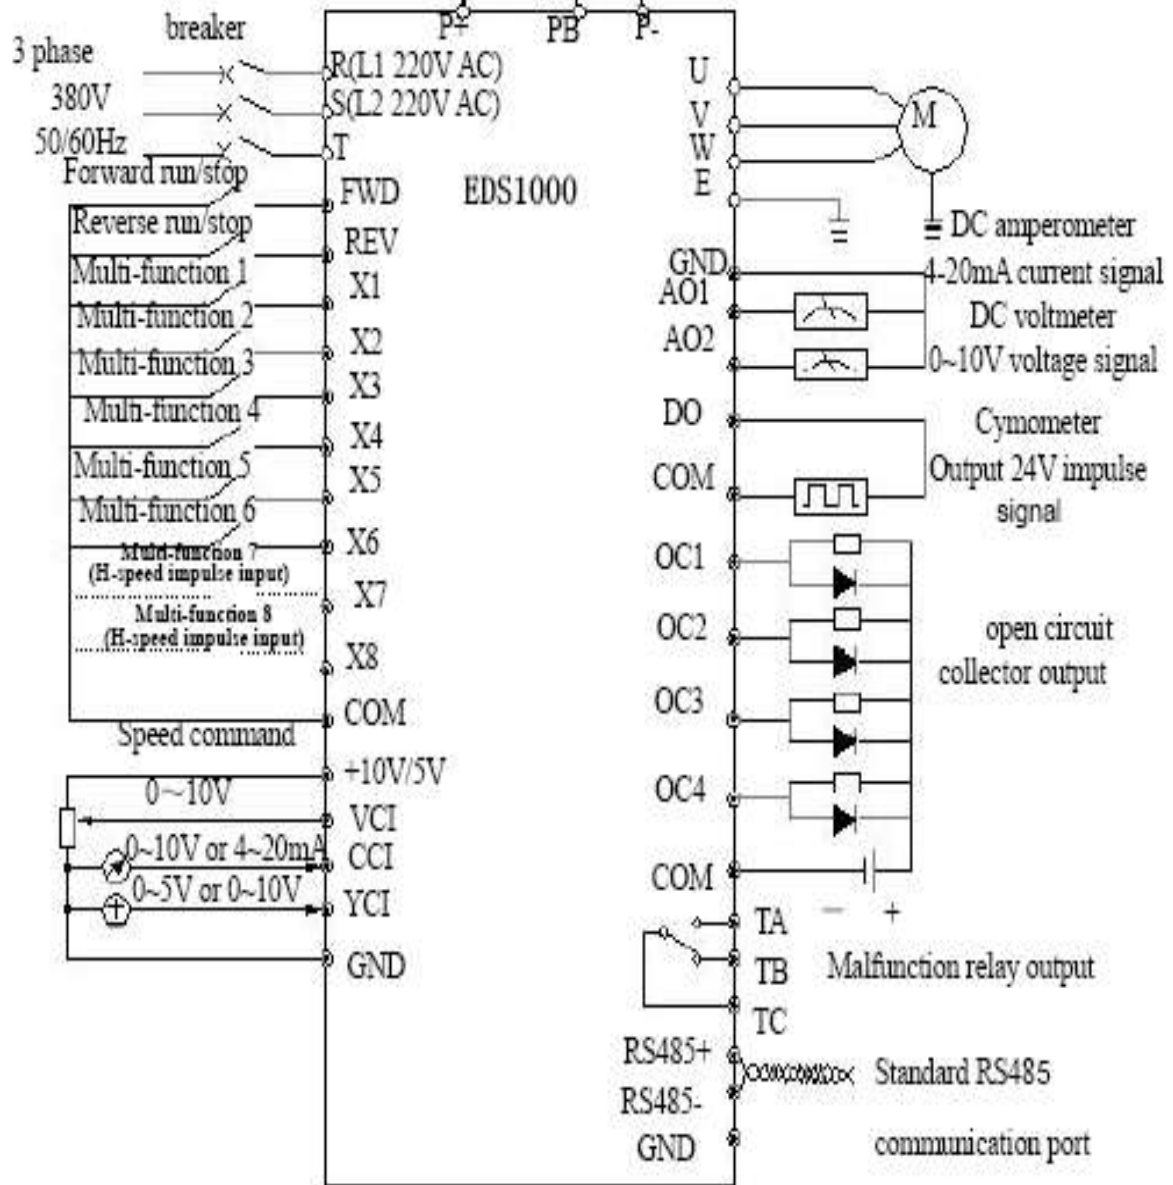 P+ PB P-
breaker
3 phase
380V
50/60Hz
R(L1 220V AC)
S(L2 220V AC)
T
Forward run/stop
FWD
EDS1000
Reverse run/stop
REV
Multi-function 1
X1
Multi-function 2
X2
Multi-function 3
X3
Multi-function 4
X4
Multi-function 5
X5
Multi-function 6
X6
Multi-function 7
(H-speed impulse input)
X7
Multi-function 8
(H-speed impulse input)
X8
COM
Speed command
+10V/5V
0~10V
VCI
0~10V or 4~20mA
CCI
0~5V or 0~10V
YCI
GND
U
V
W
E
M
GND
DC amperometer
4-20mA current signal
AO1
DC voltmeter
AO2
0~10V voltage signal
DO
Cymometer
COM
Output 24V impulse
signal
OC1
OC2
open circuit
collector output
OC3
OC4
COM
— +
TA
TB
Malfunction relay output
TC
RS485+
Standard RS485
RS485-
GND
communication port